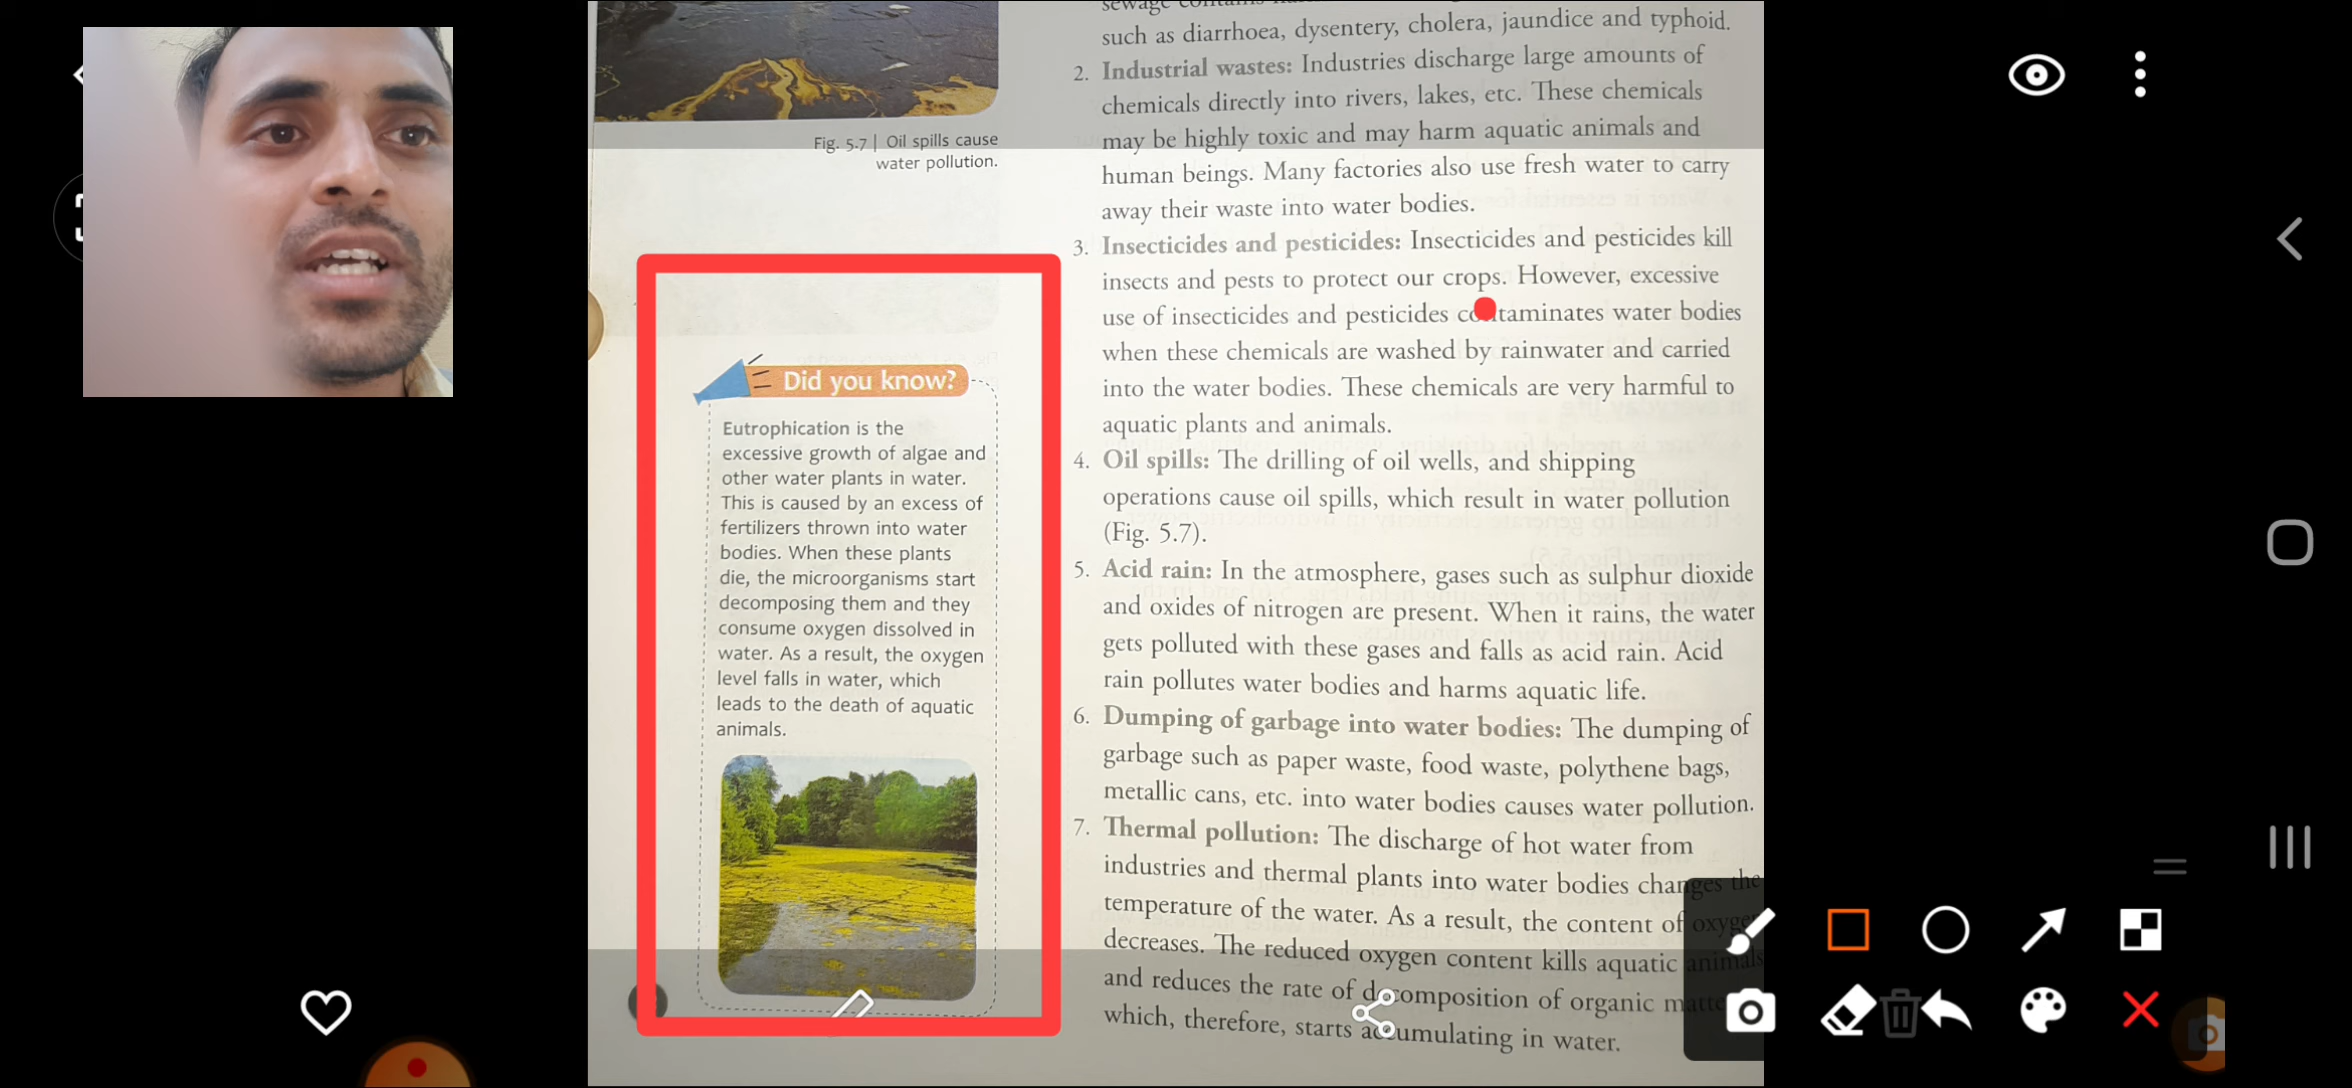 Fig. 5.7 | Oil spills cause
water pollution.
Did you know?
Eutrophication is the
excessive growth of algae and
other water plants in water.
This is caused by an excess of
fertilizers thrown into water
bodies. When these plants
die, the microorganisms start
decomposing them and they
consume oxygen dissolved in
water. As a result, the oxygen
level falls in water, which
leads to the death of aquatic
animals.
such as diarrhoea, dysentery, cholera, jaundice and typhoid.
2. Industrial wastes: Industries discharge large amounts of
chemicals directly into rivers, lakes, etc. These chemicals
may be highly toxic and may harm aquatic animals and
human beings. Many factories also use fresh water to carry
away their waste into water bodies.
3. Insecticides and pesticides: Insecticides and pesticides kill
insects and pests to protect our crops. However, excessive
use of insecticides and pesticides contaminates water bodies
when these chemicals are washed by rainwater and carried
into the water bodies. These chemicals are very harmful to
aquatic plants and animals.
4. Oil spills: The drilling of oil wells, and shipping
operations cause oil spills, which result in water pollution
(Fig. 5.7).
5. Acid rain: In the atmosphere, gases such as sulphur dioxide
and oxides of nitrogen are present. When it rains, the water
gets polluted with these gases and falls as acid rain. Acid
rain pollutes water bodies and harms aquatic life.
6. Dumping of garbage into water bodies: The dumping of
garbage such as paper waste, food waste, polythene bags,
metallic cans, etc. into water bodies causes water pollution.
7. Thermal pollution: The discharge of hot water from
industries and thermal plants into water bodies changes the
temperature of the water. As a result, the content of oxygen
decreases. The reduced oxygen content kills aquatic animals
and reduces the rate of decomposition of organic matter
which, therefore, starts accumulating in water.